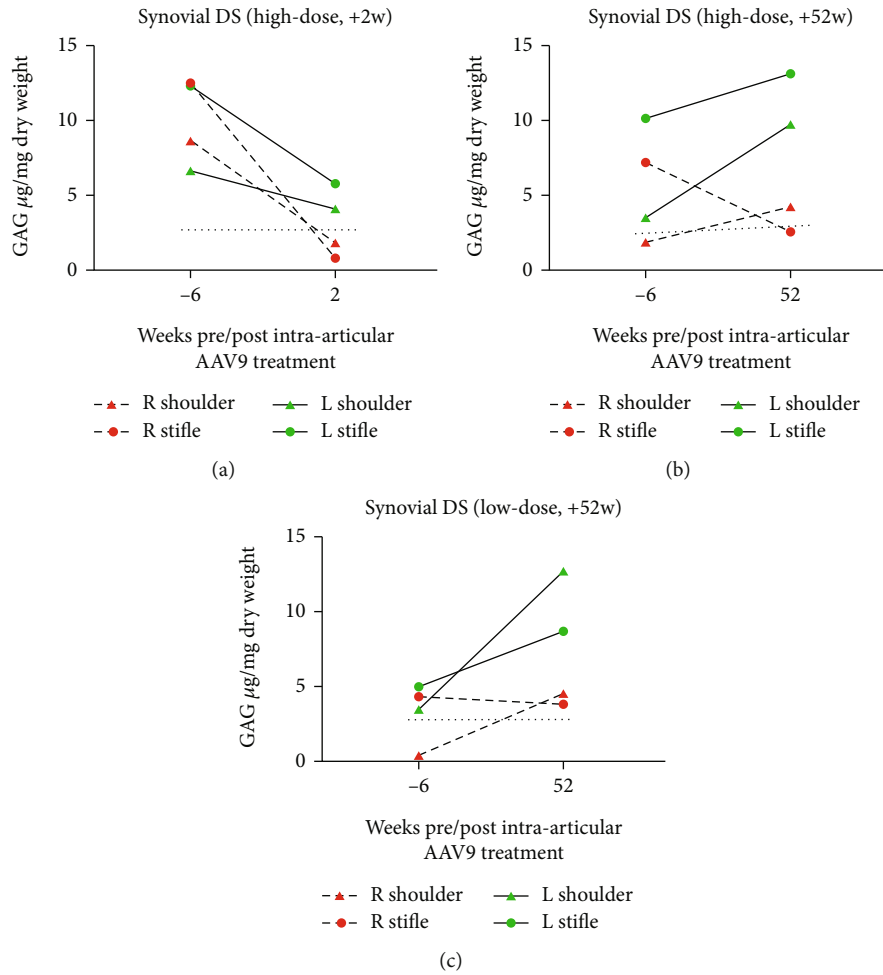 Synovial DS (high-dose, +2w)
GAG μg/mg dry weight
15
10
5
0
–6
2
Weeks pre/post intra-articular
AAV9 treatment
R shoulder
L shoulder
R stifle
L stifle
(a)
Synovial DS (high-dose, +52w)
GAG μg/mg dry weight
15
10
5
0
–6
52
Weeks pre/post intra-articular
AAV9 treatment
R shoulder
L shoulder
R stifle
L stifle
(b)
Synovial DS (low-dose, +52w)
GAG μg/mg dry weight
15
10
5
0
–6
52
Weeks pre/post intra-articular
AAV9 treatment
R shoulder
L shoulder
R stifle
L stifle
(c)